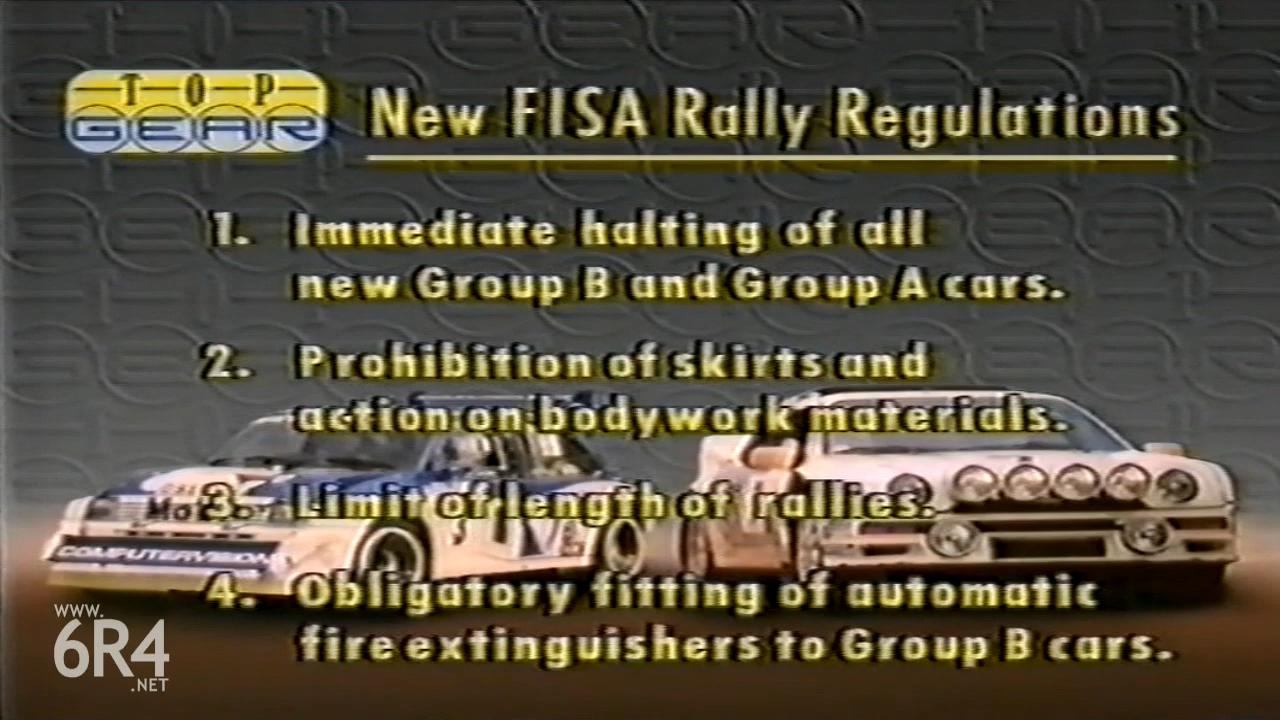 TOP
GEAR
New FISA Rally Regulations
1. Immediate halting of all
new Group B and Group A cars.
2. Prohibition of skirts and
action on bodywork materials.
3. Limit of length of rallies.
4. Obligatory fitting of automatic
fire extinguishers to Group B cars.
COMPUTERVISION
www.
6R4
.NET